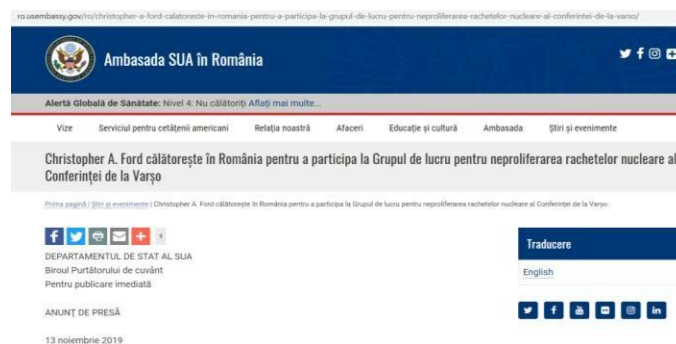 ro.usembassy.gov/ro/christopher-a-ford-calatoreste-in-romania-pentru-a-participa-la-grupul-de-lucru-pentru-neproliferarea-rachetelor-nucleare-al-conferintei-de-la-varso/
Ambasada SUA în România
Alertă Globală de Sănătate: Nivel 4: Nu călătoriți Aflați mai multe...
Vize Serviciul pentru cetățenii americani Relația noastră Afaceri Educație și cultură Ambasada Știri și evenimente
Christopher A. Ford călătorește în România pentru a participa la Grupul de lucru pentru neproliferarea rachetelor nucleare al
Conferinței de la Varșo
Prima pagină | Știri și evenimente | Christopher A. Ford călătorește în România pentru a participa la Grupul de lucru pentru neproliferarea rachetelor nucleare al Conferinței de la Varșo
1
DEPARTAMENTUL DE STAT AL SUA
Biroul Purtătorului de cuvânt
Pentru publicare imediată
ANUNȚ DE PRESĂ
13 noiembrie 2019
Traducere
English